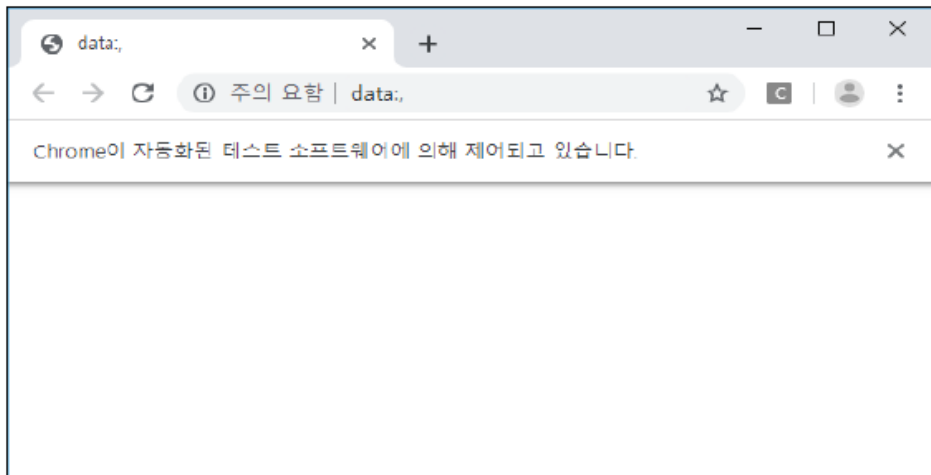 data:,
주의 요함 | data:,
C
Chrome이 자동화된 테스트 소프트웨어에 의해 제어되고 있습니다.